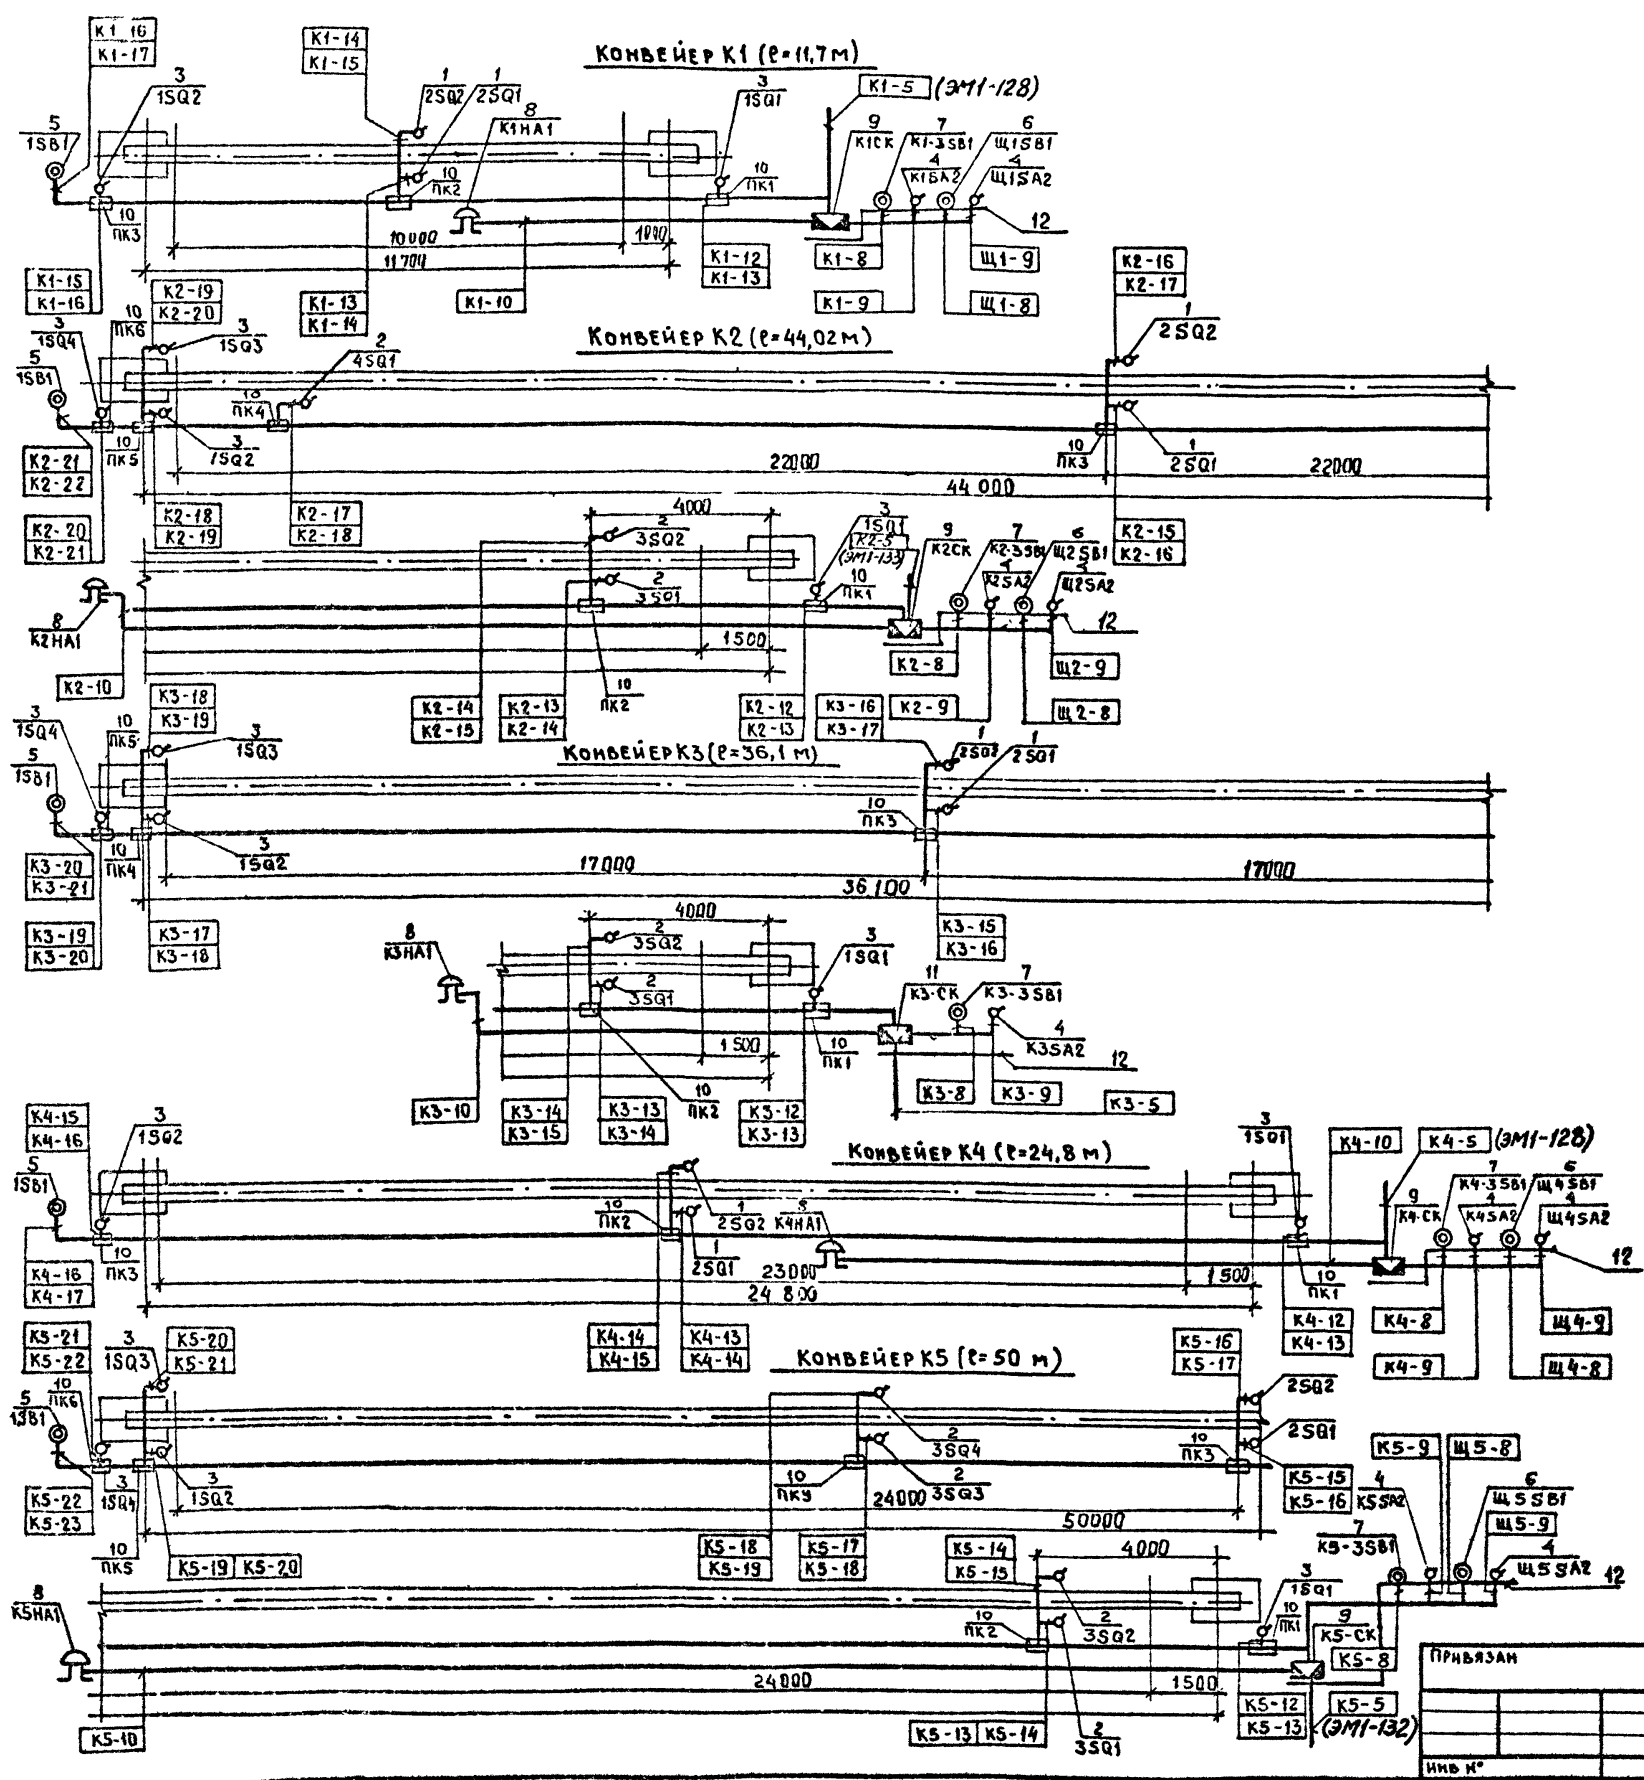 К1-16
К1-17
К1-14
К1-15
КОНВЕЙЕР К1 (ℓ=11,7м)
3
1SQ2
1
2SQ2
1
2SQ1
3
1SQ1
К1-5 (ЭМ1-128)
5
1SB1
8
К1НА1
9
К1СК
7
К1-3SB1
6
Щ1SB1
4
К1SA2
4
Щ1SA2
10
ПК3
10
ПК2
10
ПК1
12
10000
1000
11700
К1-15
К1-16
К1-13
К1-14
К1-10
К1-12
К1-13
К1-8
К1-9
Щ1-9
Щ1-8
К2-19
К2-20
КОНВЕЙЕР К2 (ℓ=44,02м)
К2-16
К2-17
3
1SQ4
10
ПК6
3
1SQ3
2
4SQ1
1
2SQ2
5
1SB1
10
ПК4
10
ПК5
3
1SQ2
10
ПК3
1
2SQ1
22000
22000
44 000
К2-21
К2-22
К2-20
К2-21
К2-18
К2-19
К2-17
К2-18
К2-15
К2-16
4000
2
3SQ2
3
1SQ1
К2-5
(ЭМ1-133)
9
К2СК
7
К2-3SB1
6
Щ2SB1
4
К2SA2
Щ2SA2
2
3SQ1
10
ПК1
8
К2НА1
12
1500
К2-10
К2-14
К2-15
К2-13
К2-14
10
ПК2
К2-12
К2-13
К2-8
К2-9
Щ2-9
Щ2-8
К3-18
К3-19
К3-16
К3-17
КОНВЕЙЕР К3 (ℓ=36,1 м)
3
1SQ4
10
ПК5
3
1SQ3
1
1
2SQ1
5
1SB1
10
ПК4
3
1SQ2
10
ПК3
17000
17000
36 100
К3-20
К3-21
К3-19
К3-20
К3-17
К3-18
К3-15
К3-16
4000
8
К3НА1
2
3SQ2
3
1SQ1
2
3SQ1
11
К3-СК
7
К3-3SB1
4
К3SA2
10
ПК1
12
1 500
К3-10
К3-14
К3-15
К3-13
К3-14
10
ПК2
К3-12
К3-13
К3-8
К3-9
К3-5
КОНВЕЙЕР К4 (ℓ=24,8 м)
К4-15
К4-16
3
1SQ2
3
1SQ1
К4-10
К4-5 (ЭМ1-128)
5
1SB1
10
ПК3
10
ПК2
1
2SQ2
1
2SQ1
8
К4НА1
9
К4-СК
7
К4-3SB1
6
Щ4SB1
4
К4SA2
4
Щ4SA2
10
ПК1
12
23000
1 500
24 800
К4-16
К4-17
К4-14
К4-15
К4-13
К4-14
К4-12
К4-13
К4-8
К4-9
Щ4-9
Щ4-8
КОНВЕЙЕР К5 (ℓ=50 м)
К5-21
К5-22
3
1SQ3
К5-20
К5-21
К5-16
К5-17
5
1SB1
10
ПК6
3
1SQ4
3
1SQ2
2
3SQ4
2
3SQ3
10
ПК4
2SQ2
2SQ1
10
ПК3
24000
50000
К5-22
К5-23
10
ПК5
К5-19 К5-20
К5-18
К5-19
К5-17
К5-18
К5-15
К5-16
К5-14
К5-15
К5-9
Щ5-8
4
К5SA2
6
Щ5SB1
Щ5-9
7
К5-3SB1
4
Щ5SA2
12
4000
3
1SQ1
10
ПК1
8
К5НА1
10
ПК2
2
3SQ2
9
К5-СК
К5-8
24000
1500
К5-10
К5-13 К5-14
2
3SQ1
К5-12
К5-13
К5-5
(ЭМ1-132)
ПРИВЯЗАН
ИНВ №